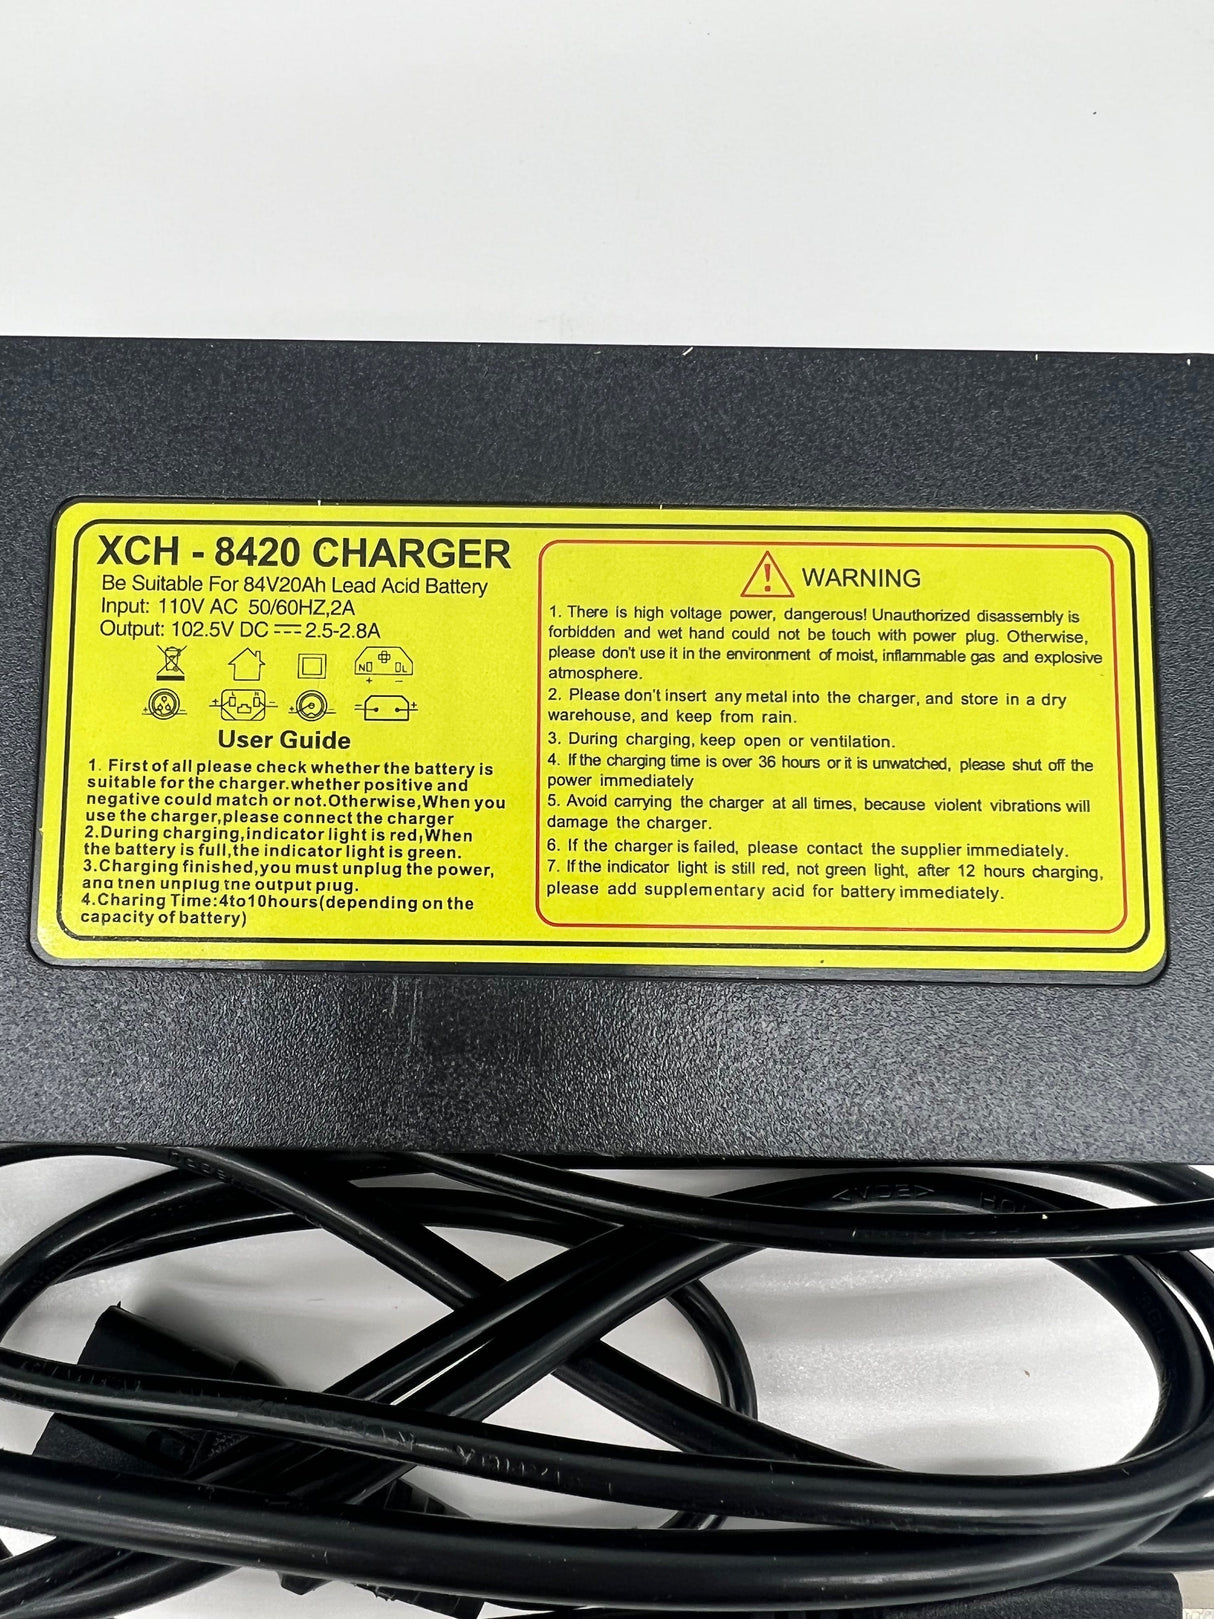 XCH - 8420 CHARGER
Be Suitable For 84V20Ah Lead Acid Battery
Input: 110V AC 50/60HZ,2A
Output: 102.5V DC ⎓ 2.5-2.8A
N L
+ −
− +
− L N +
− +
− +
User Guide
1. First of all please check whether the battery is
suitable for the charger.whether positive and
negative could match or not.Otherwise,When you
use the charger,please connect the charger
2.During charging,indicator light is red,When
the battery is full,the indicator light is green.
3.Charging finished,you must unplug the power,
and then unplug the output plug.
4.Charing Time:4to10hours(depending on the
capacity of battery)
WARNING
1. There is high voltage power, dangerous! Unauthorized disassembly is
forbidden and wet hand could not be touch with power plug. Otherwise,
please don't use it in the environment of moist, inflammable gas and explosive
atmosphere.
2. Please don't insert any metal into the charger, and store in a dry
warehouse, and keep from rain.
3. During charging, keep open or ventilation.
4. If the charging time is over 36 hours or it is unwatched, please shut off the
power immediately
5. Avoid carrying the charger at all times, because violent vibrations will
damage the charger.
6. If the charger is failed, please contact the supplier immediately.
7. If the indicator light is still red, not green light, after 12 hours charging,
please add supplementary acid for battery immediately.
<VDE>